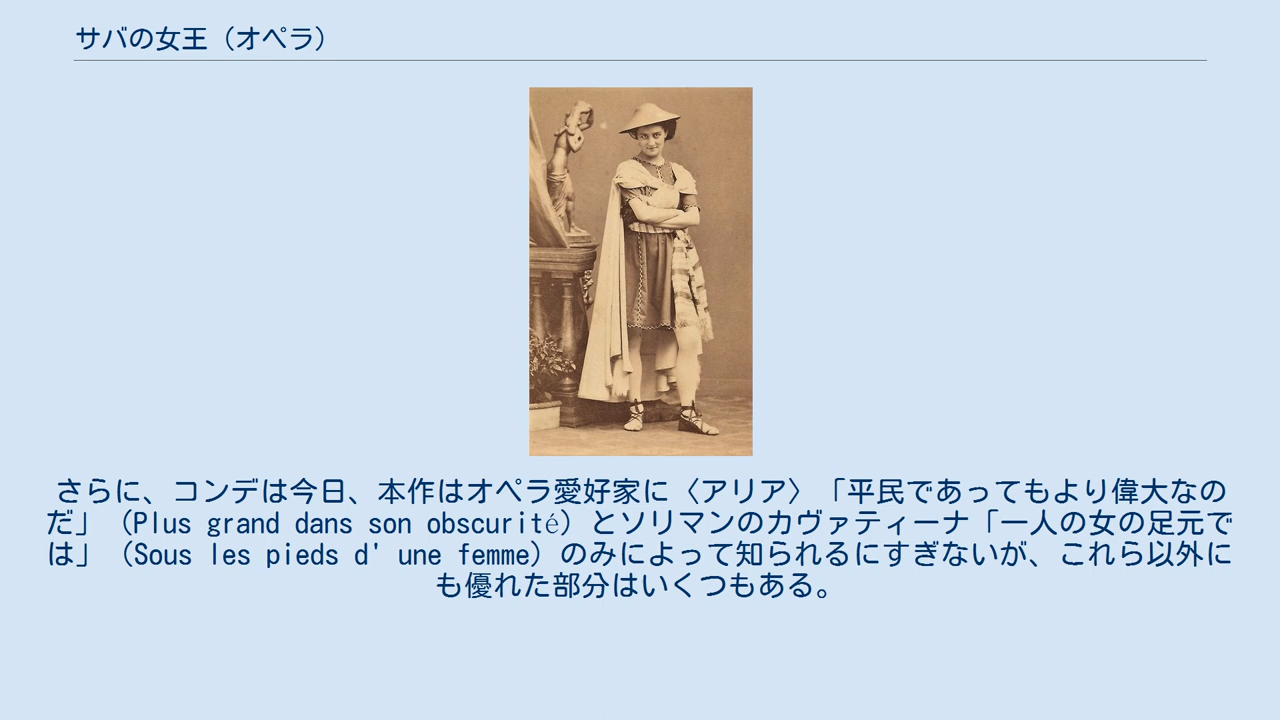 サバの女王（オペラ）
さらに、コンデは今日、本作はオペラ愛好家に〈アリア〉「平民であってもより偉大なの
だ」（Plus grand dans son obscurité）とソリマンのカヴァティーナ「一人の女の足元で
は」（Sous les pieds d' une femme）のみによって知られるにすぎないが、これら以外に
も優れた部分はいくつもある。